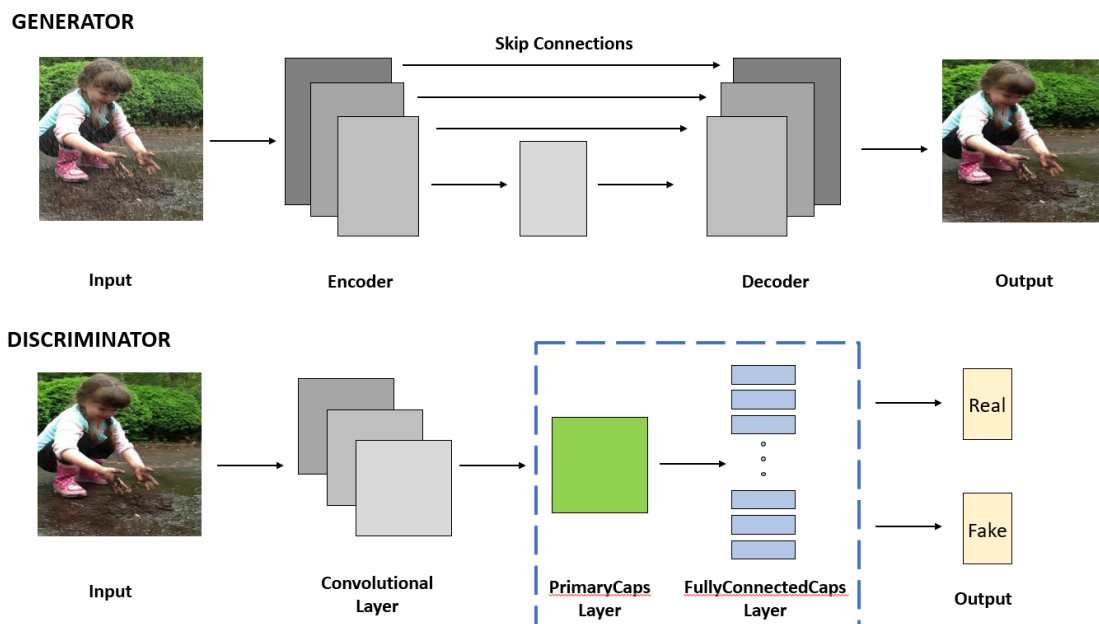 GENERATOR
Skip Connections
Input
Encoder
Decoder
Output
DISCRIMINATOR
Real
Fake
Input
Convolutional
Layer
PrimaryCaps
Layer
FullyConnectedCaps
Layer
Output